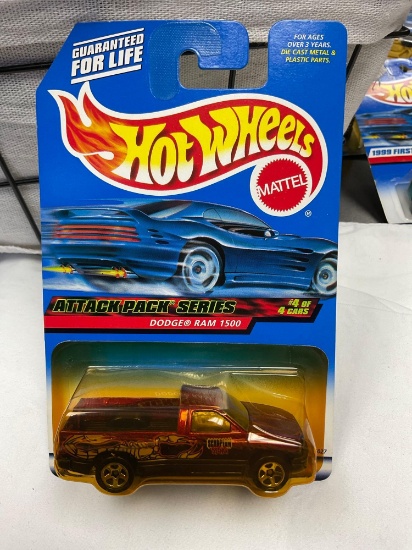 GUARANTEED
FOR LIFE
FOR AGES
OVER 3 YEARS.
DIE CAST METAL &
PLASTIC PARTS.
HOT WHEELS
MATTEL
®
ATTACK PACK® SERIES
DODGE® RAM 1500
#4 OF
4 CARS
1999 FIRST